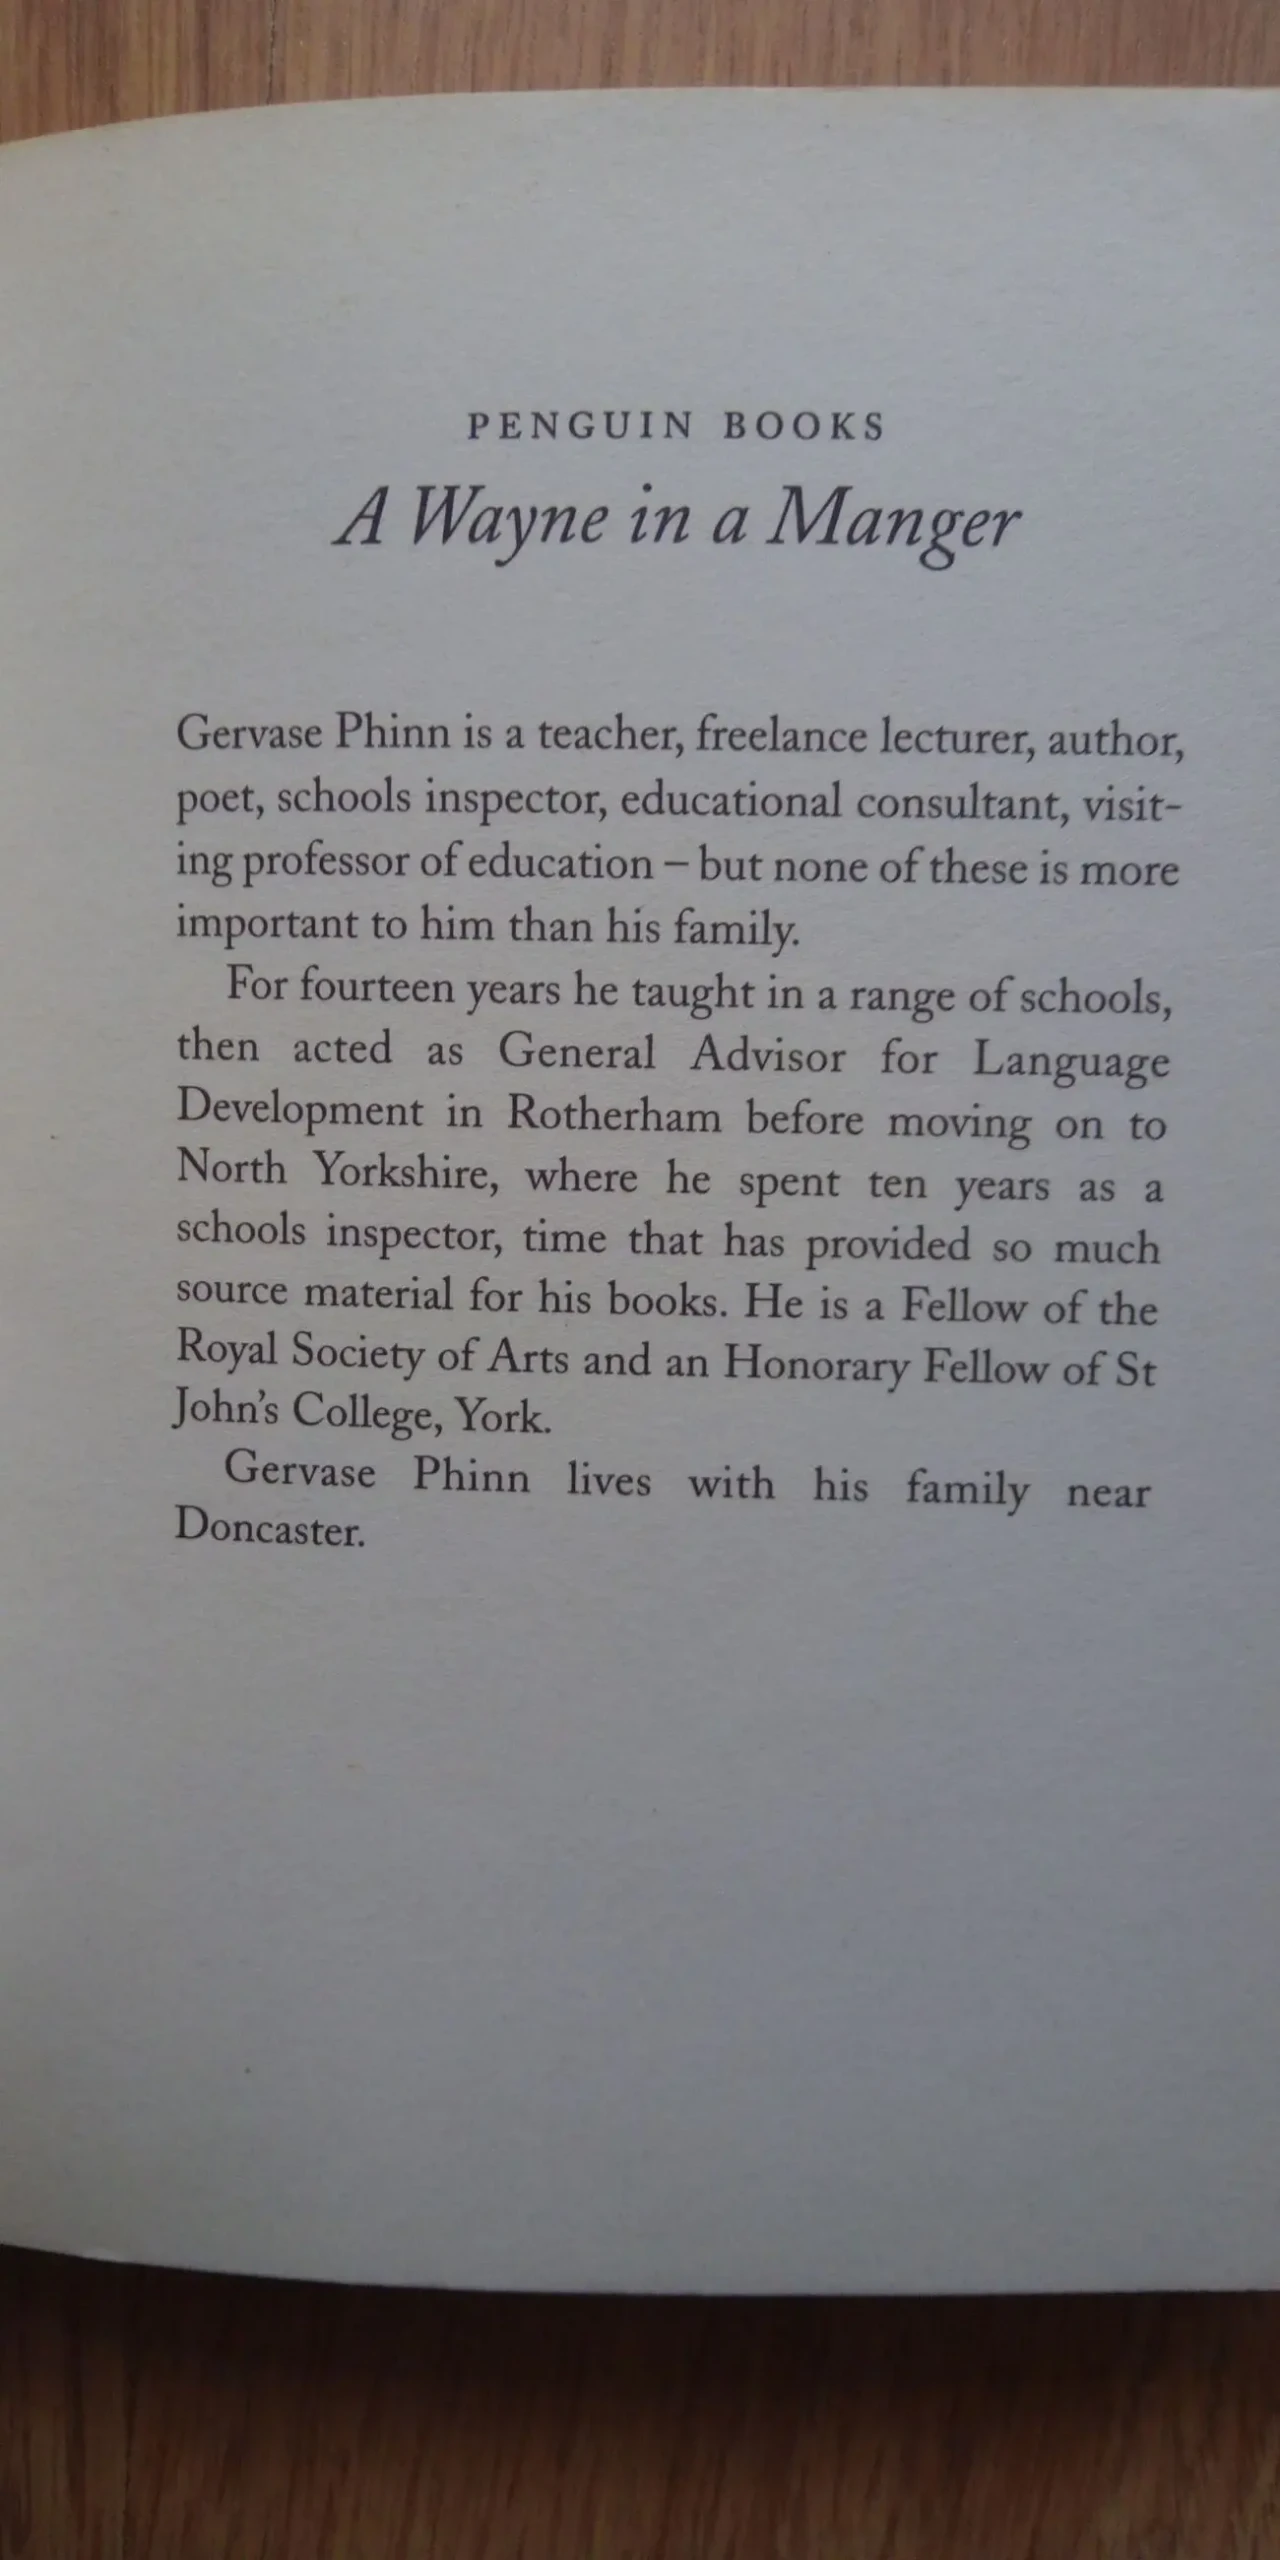 PENGUIN BOOKS
A Wayne in a Manger
Gervase Phinn is a teacher, freelance lecturer, author,
poet, schools inspector, educational consultant, visit-
ing professor of education – but none of these is more
important to him than his family.
For fourteen years he taught in a range of schools,
then acted as General Advisor for Language
Development in Rotherham before moving on to
North Yorkshire, where he spent ten years as a
schools inspector, time that has provided so much
source material for his books. He is a Fellow of the
Royal Society of Arts and an Honorary Fellow of St
John’s College, York.
Gervase Phinn lives with his family near
Doncaster.